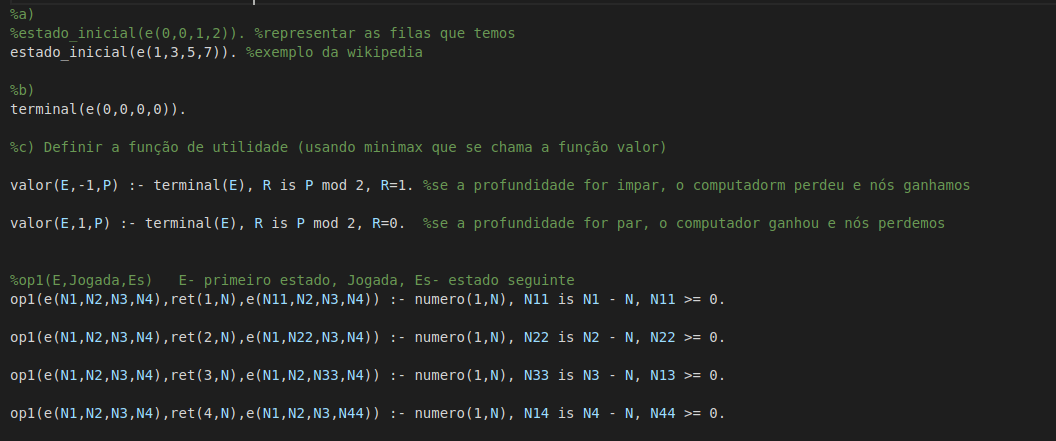 %a)
%estado_inicial(e(0,0,1,2)). %representar as filas que temos
estado_inicial(e(1,3,5,7)). %exemplo da wikipedia
%b)
terminal(e(0,0,0,0)).
%c) Definir a função de utilidade (usando minimax que se chama a função valor)
valor(E,-1,P) :- terminal(E), R is P mod 2, R=1. %se a profundidade for impar, o computadorm perdeu e nós ganhamos
valor(E,1,P) :- terminal(E), R is P mod 2, R=0.  %se a profundidade for par, o computador ganhou e nós perdemos
%op1(E,Jogada,Es)   E- primeiro estado, Jogada, Es- estado seguinte
op1(e(N1,N2,N3,N4),ret(1,N),e(N11,N2,N3,N4)) :- numero(1,N), N11 is N1 - N, N11 >= 0.
op1(e(N1,N2,N3,N4),ret(2,N),e(N1,N22,N3,N4)) :- numero(1,N), N22 is N2 - N, N22 >= 0.
op1(e(N1,N2,N3,N4),ret(3,N),e(N1,N2,N33,N4)) :- numero(1,N), N33 is N3 - N, N13 >= 0.
op1(e(N1,N2,N3,N4),ret(4,N),e(N1,N2,N3,N44)) :- numero(1,N), N14 is N4 - N, N44 >= 0.